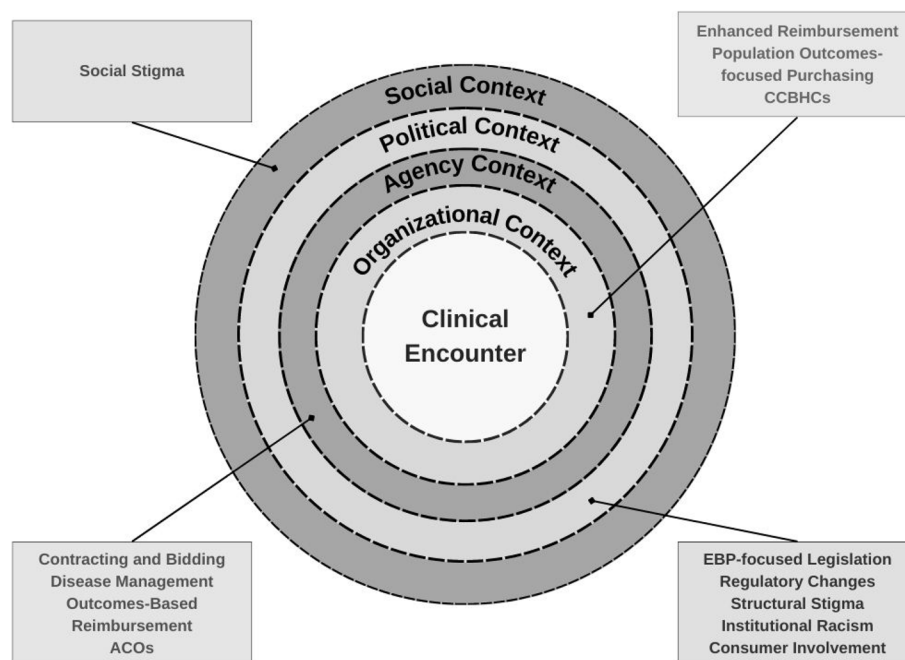 Social Stigma
Enhanced Reimbursement
Population Outcomes-
focused Purchasing
CCBHCs
Social Context
Political Context
Agency Context
Organizational Context
Clinical
Encounter
Contracting and Bidding
Disease Management
Outcomes-Based
Reimbursement
ACOs
EBP-focused Legislation
Regulatory Changes
Structural Stigma
Institutional Racism
Consumer Involvement